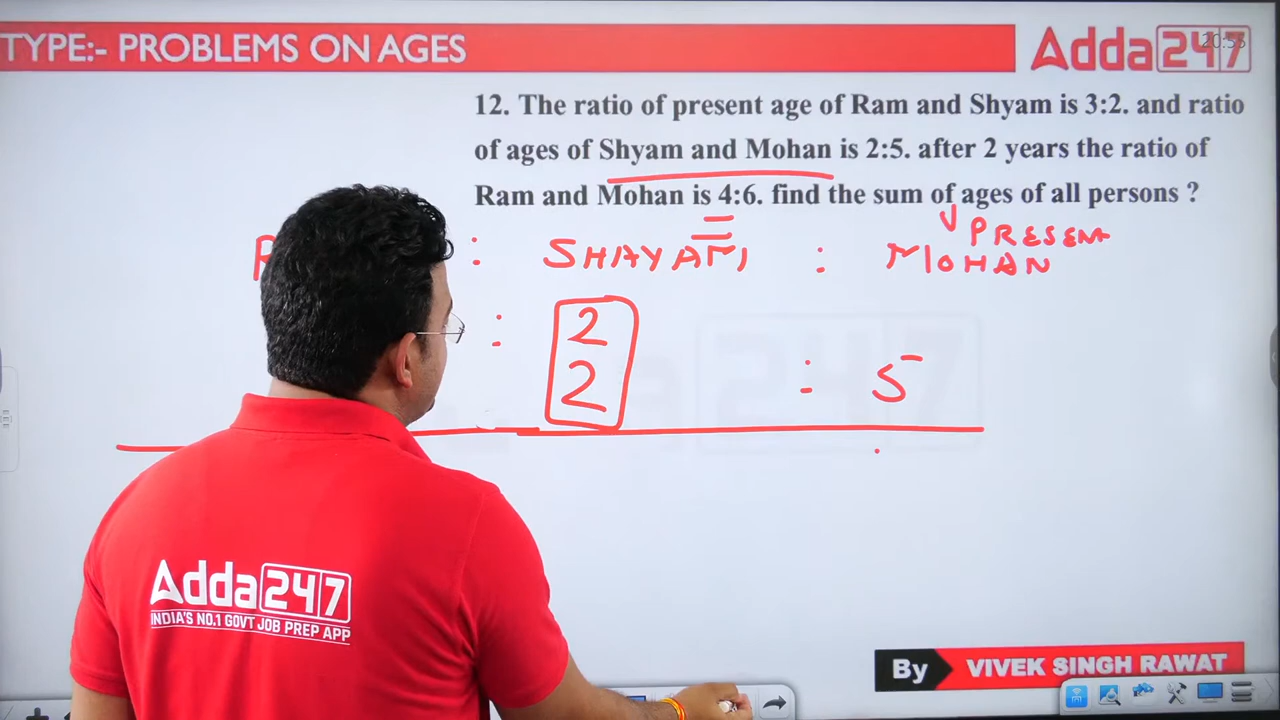 TYPE:- PROBLEMS ON AGES
Adda247
12. The ratio of present age of Ram and Shyam is 3:2. and ratio
of ages of Shyam and Mohan is 2:5. after 2 years the ratio of
Ram and Mohan is 4:6. find the sum of ages of all persons ?
PRESENT
: SHAYAM : MOHAN
: 2
2 : 5
Adda247
INDIA'S NO.1 GOVT JOB PREP APP
By VIVEK SINGH RAWAT